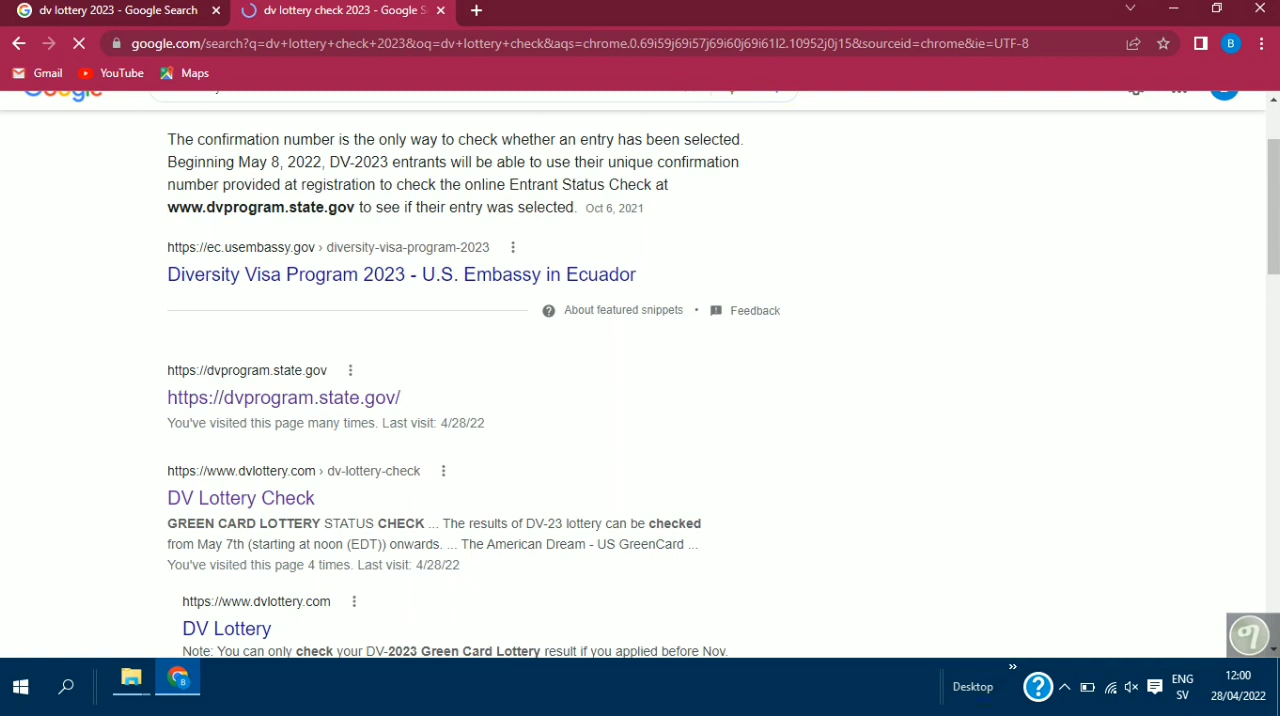 dv lottery 2023 - Google Search
dv lottery check 2023 - Google S
google.com/search?q=dv+lottery+check+2023&oq=dv+lottery+check&aqs=chrome.0.69i59j69i57j69i60j69i61l2.10952j0j15&sourceid=chrome&ie=UTF-8
B
Gmail
YouTube
Maps
Google
The confirmation number is the only way to check whether an entry has been selected.
Beginning May 8, 2022, DV-2023 entrants will be able to use their unique confirmation
number provided at registration to check the online Entrant Status Check at
www.dvprogram.state.gov to see if their entry was selected. Oct 6, 2021
https://ec.usembassy.gov › diversity-visa-program-2023
Diversity Visa Program 2023 - U.S. Embassy in Ecuador
About featured snippets • Feedback
https://dvprogram.state.gov
https://dvprogram.state.gov/
You've visited this page many times. Last visit: 4/28/22
https://www.dvlottery.com › dv-lottery-check
DV Lottery Check
GREEN CARD LOTTERY STATUS CHECK ... The results of DV-23 lottery can be checked
from May 7th (starting at noon (EDT)) onwards. ... The American Dream - US GreenCard ...
You've visited this page 4 times. Last visit: 4/28/22
https://www.dvlottery.com
DV Lottery
Note: You can only check your DV-2023 Green Card Lottery result if you applied before Nov.
Desktop
ENG
SV
12:00
28/04/2022